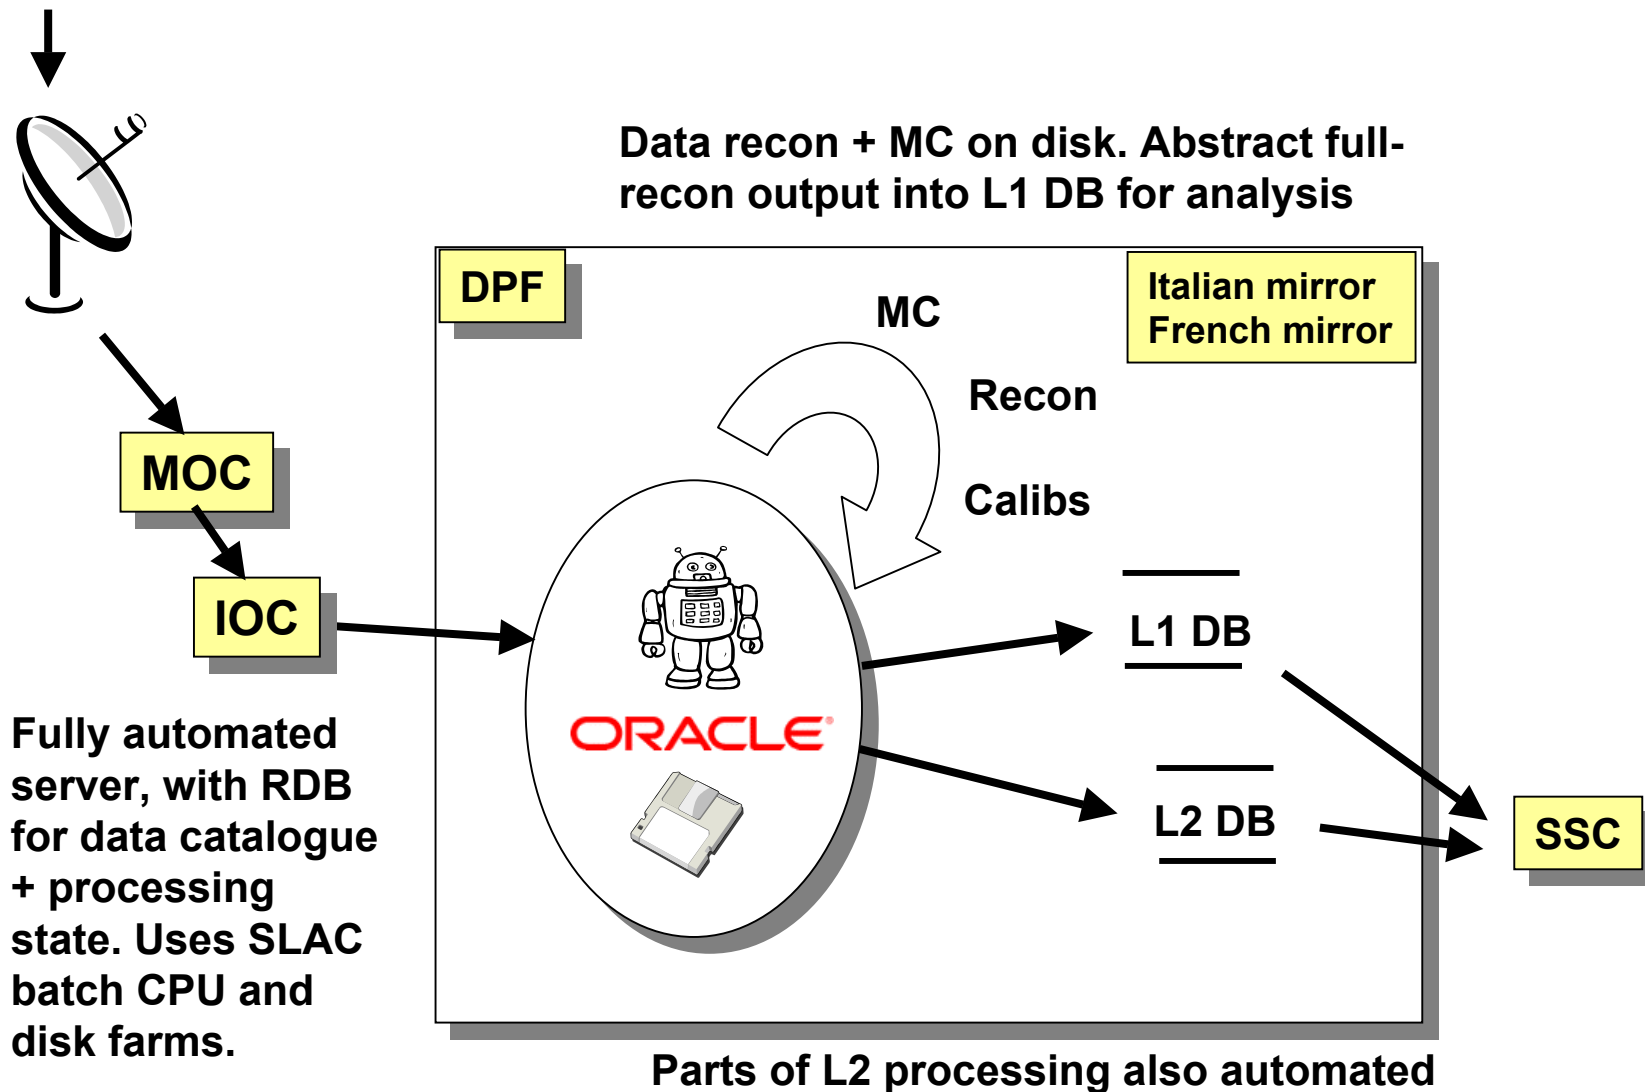 Data recon + MC on disk. Abstract full-
recon output into L1 DB for analysis
DPF
Italian mirror
French mirror
MC
Recon
Calibs
MOC
IOC
ORACLE®
L1 DB
L2 DB
SSC
Fully automated
server, with RDB
for data catalogue
+ processing
state. Uses SLAC
batch CPU and
disk farms.
Parts of L2 processing also automated